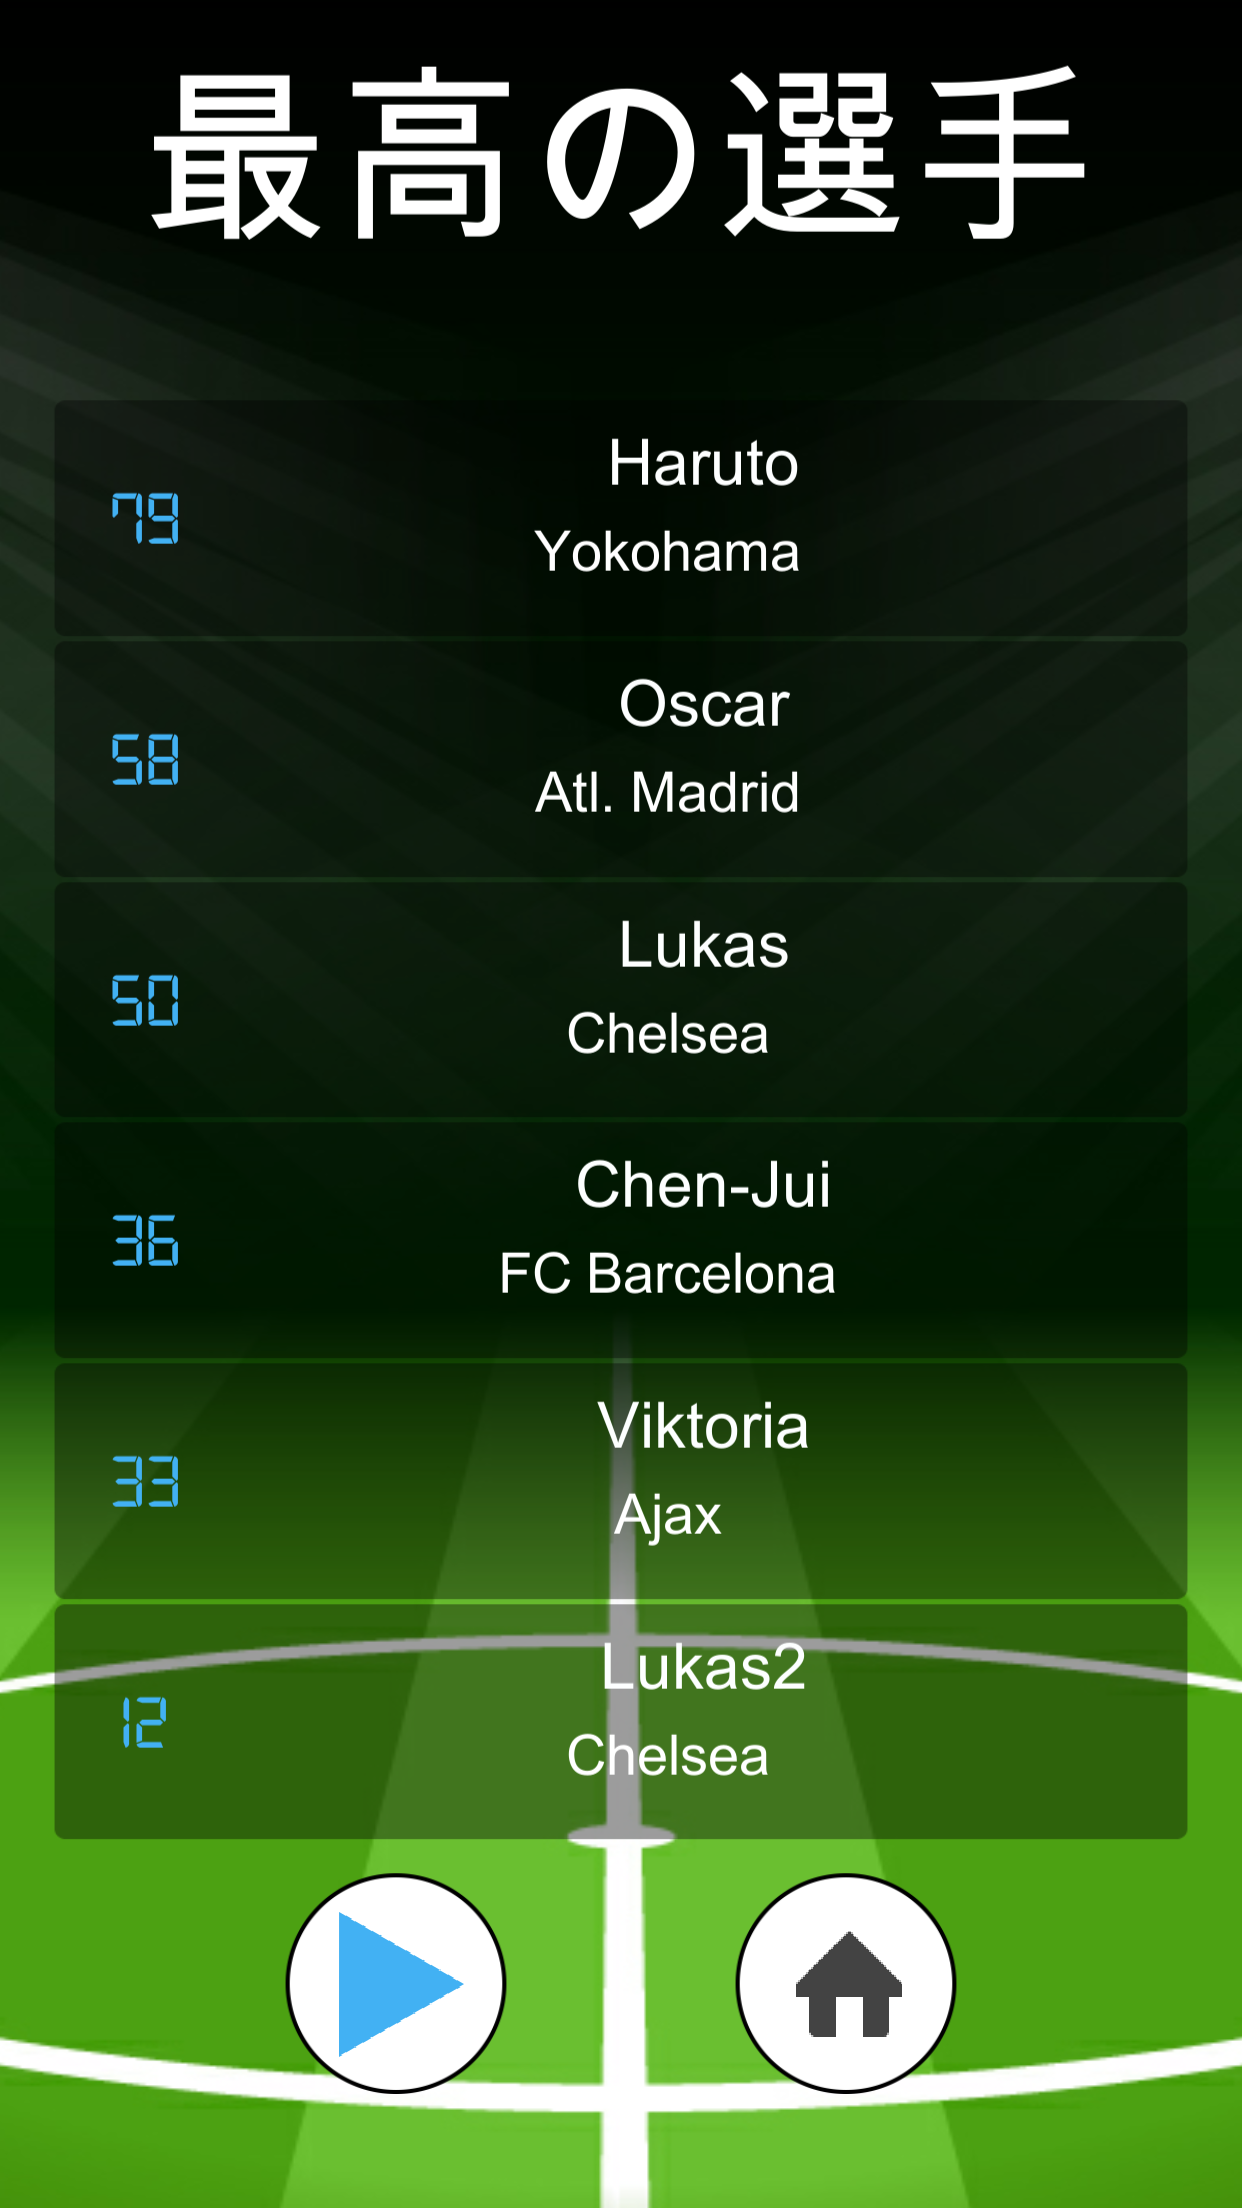 最高の選手
79
Haruto
Yokohama
58
Oscar
Atl. Madrid
50
Lukas
Chelsea
36
Chen-Jui
FC Barcelona
33
Viktoria
Ajax
12
Lukas2
Chelsea